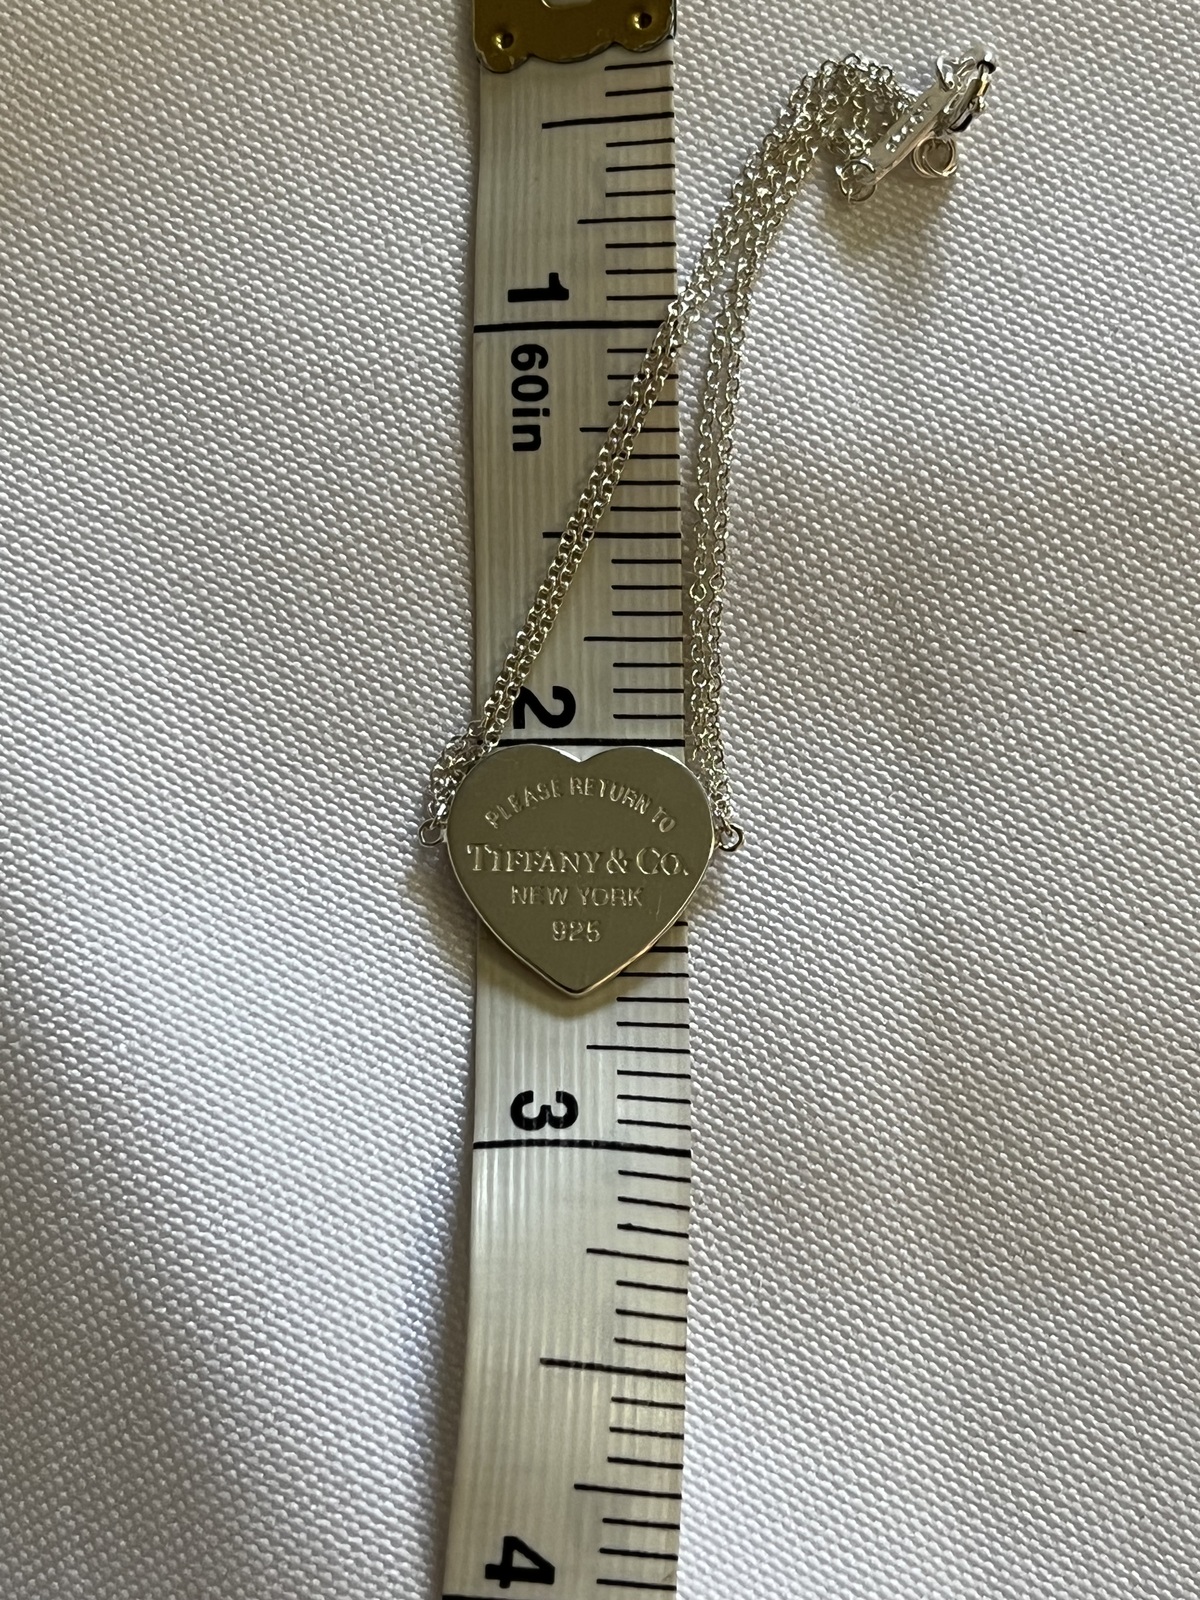 1
60in
2
PLEASE RETURN TO
TIFFANY & CO.
NEW YORK
925
3
4